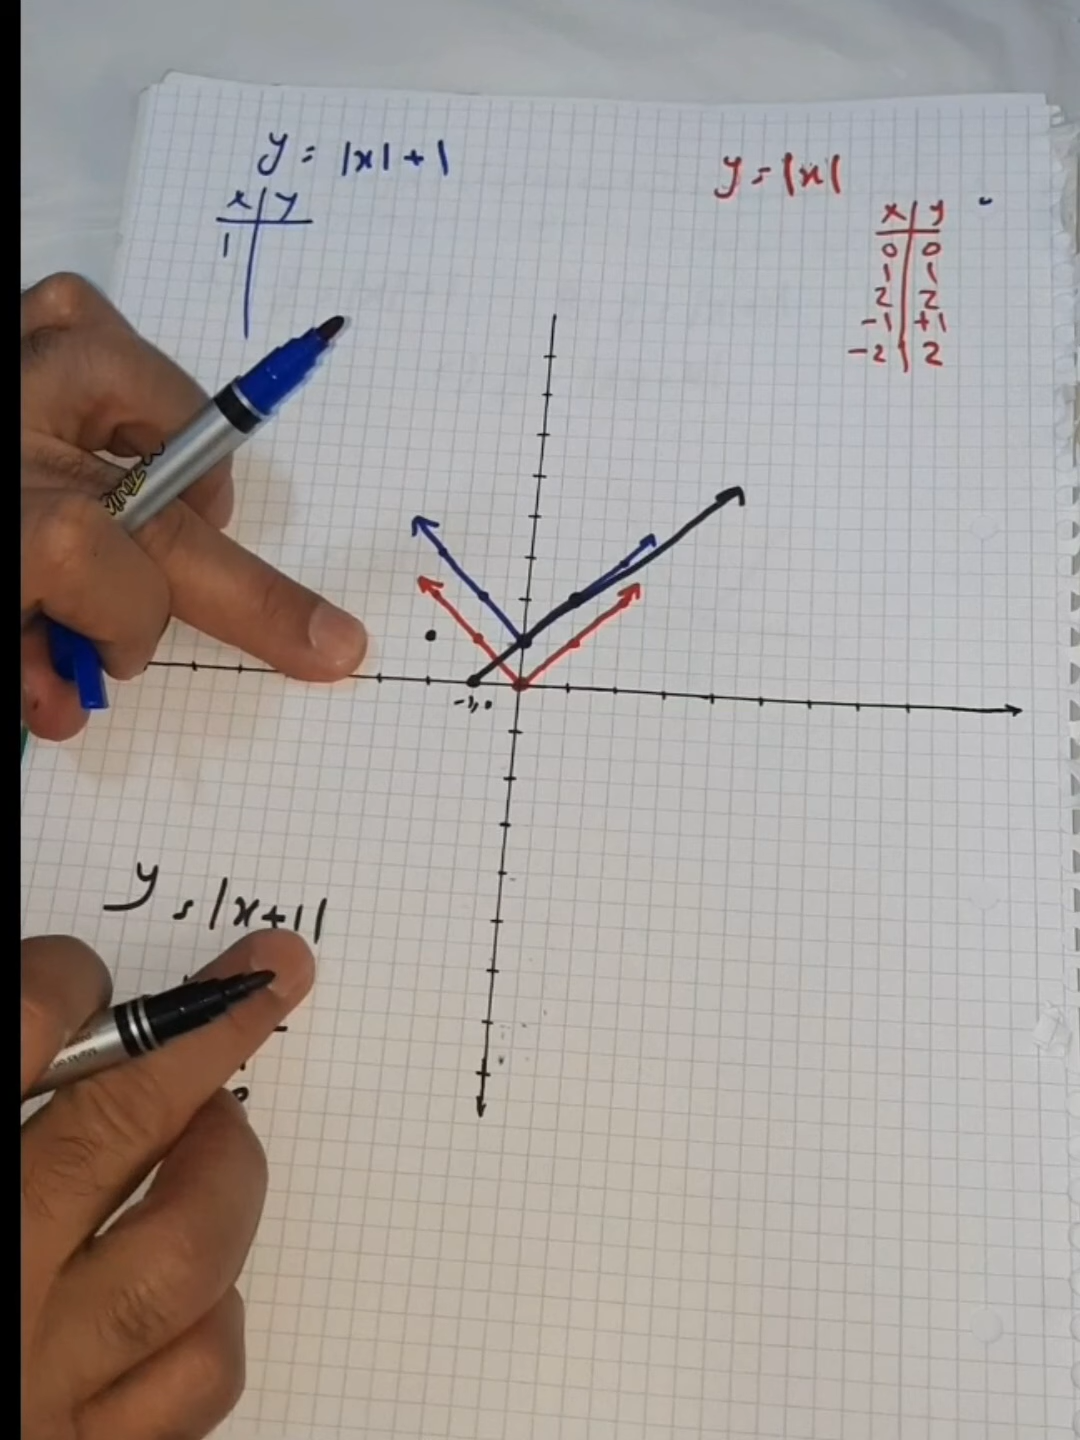 y = |x| + 1
x y
1
y = |x|
x y
0 0
1 1
2 2
-1 +1
-2 2
-1,0
y = |x+1|